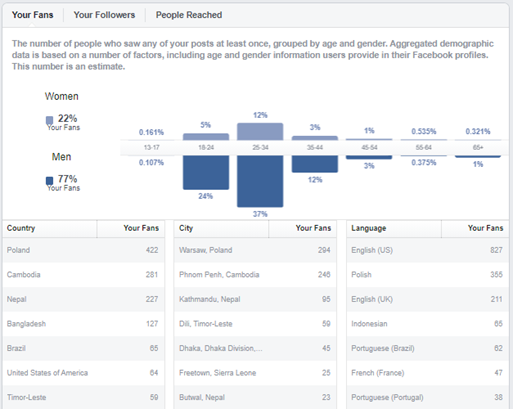 Your Fans Your Followers People Reached
The number of people who saw any of your posts at least once, grouped by age and gender. Aggregated demographic
data is based on a number of factors, including age and gender information users provide in their Facebook profiles.
This number is an estimate.
Women
22%
Your Fans
0.161% 5% 12% 3% 1% 0.535% 0.321%
13-17 18-24 25-34 35-44 45-54 55-64 65+
Men
77%
Your Fans
0.107% 24% 37% 12% 3% 0.375% 1%
Country Your Fans City Your Fans Language Your Fans
Poland 422 Warsaw, Poland 294 English (US) 827
Cambodia 281 Phnom Penh, Cambodia 246 Polish 355
Nepal 227 Kathmandu, Nepal 95 English (UK) 211
Bangladesh 127 Dili, Timor-Leste 59 Indonesian 65
Brazil 65 Dhaka, Dhaka Division,... 45 Portuguese (Brazil) 62
United States of America 64 Freetown, Sierra Leone 25 French (France) 47
Timor-Leste 59 Butwal, Nepal 23 Portuguese (Portugal) 38